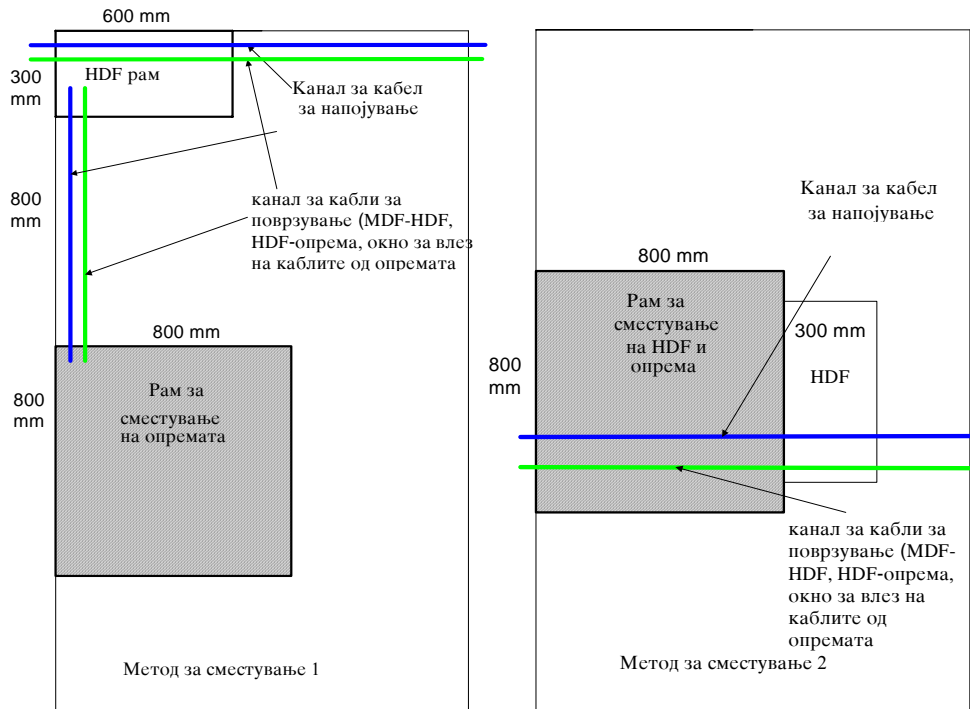 600 mm
300
mm
HDF рам
Канал за кабел
за напојување
800
mm
канал за кабли за
поврзување (MDF-HDF,
HDF-опрема, окно за влез
на каблите од опремата
800 mm
800
mm
Рам за
сместување
на опремата
Метод за сместување 1
Канал за кабел
за напојување
800 mm
800
mm
Рам за
сместување
на HDF и
опрема
300 mm
HDF
канал за кабли за
поврзување (MDF-
HDF, HDF-опрема,
окно за влез на
каблите од
опремата
Метод за сместување 2